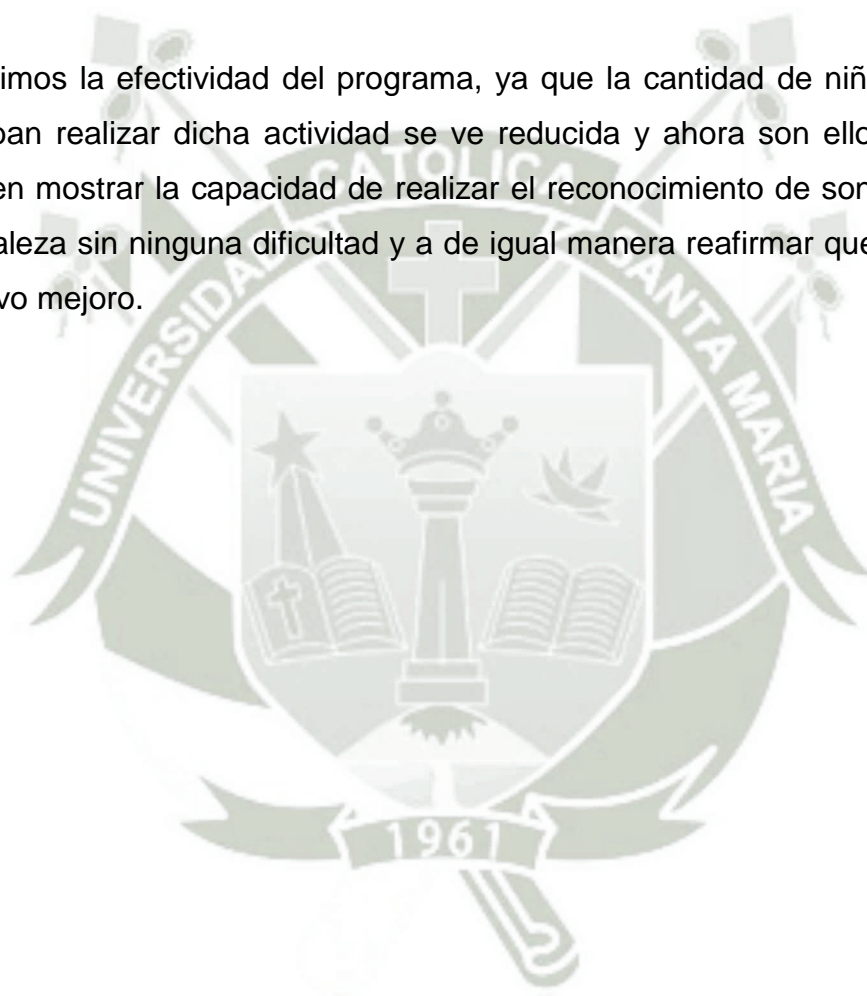 imos la efectividad del programa, ya que la cantidad de niñ
ban realizar dicha actividad se ve reducida y ahora son ello
en mostrar la capacidad de realizar el reconocimiento de son
aleza sin ninguna dificultad y a de igual manera reafirmar que
vo mejoro.
UNIVERSIDAD CATOLICA SANTA MARIA
1961